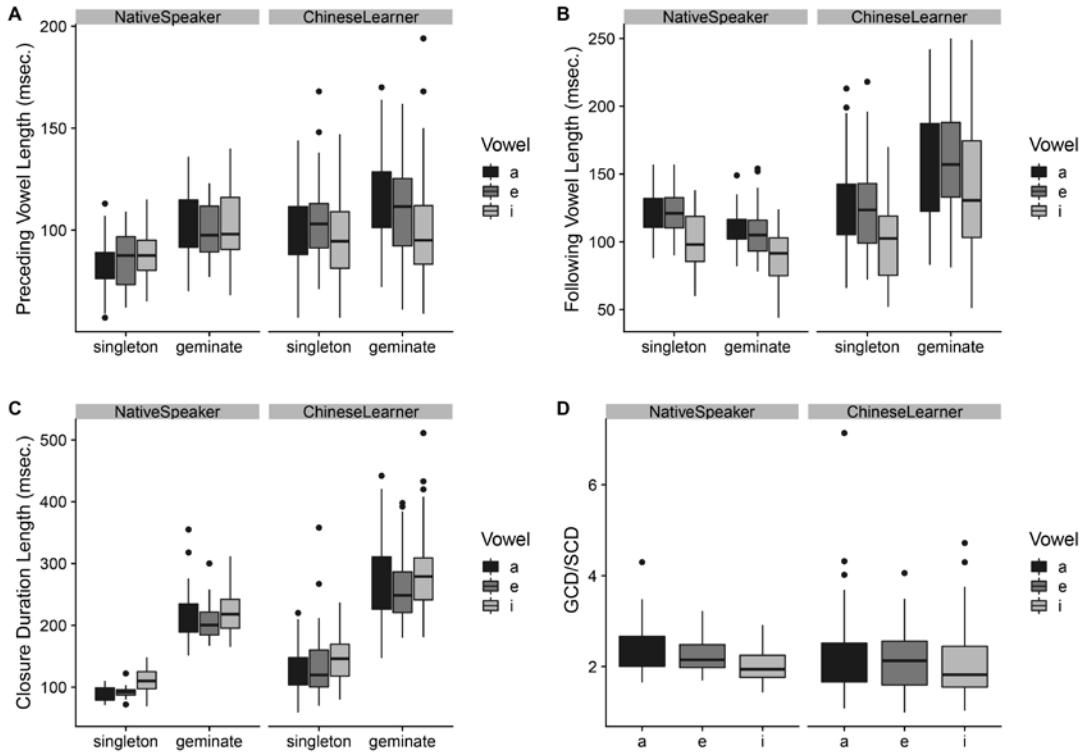 A
NativeSpeaker ChineseLearner
Preceding Vowel Length (msec.)
200
150
100
singleton geminate singleton geminate
Vowel
a
e
i
B
NativeSpeaker ChineseLearner
Following Vowel Length (msec.)
250
200
150
100
50
singleton geminate singleton geminate
Vowel
a
e
i
C
NativeSpeaker ChineseLearner
Closure Duration Length (msec.)
500
400
300
200
100
singleton geminate singleton geminate
Vowel
a
e
i
D
NativeSpeaker ChineseLearner
GCD/SCD
6
4
2
a e i a e i
Vowel
a
e
i